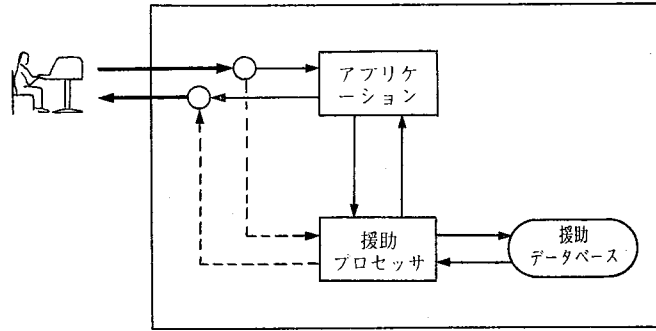 アプリケ
ーション
援助
プロセッサ
援助
データベース